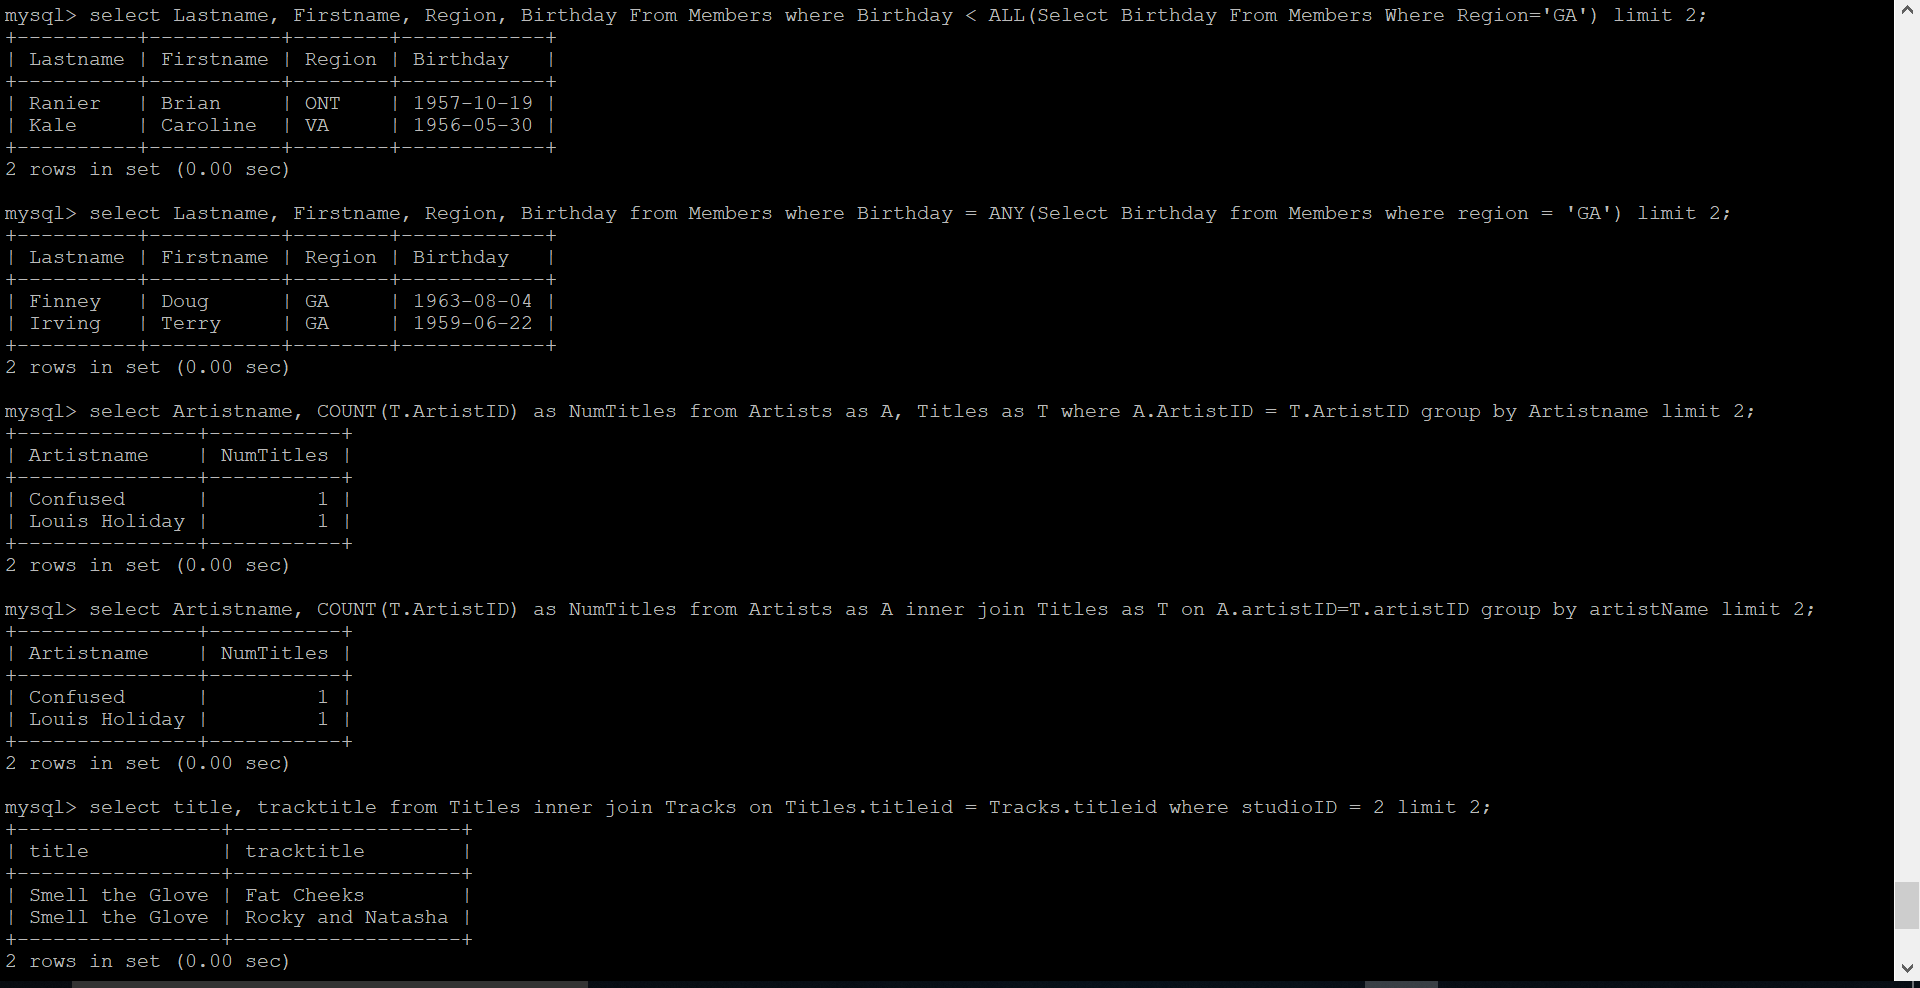 mysql> select Lastname, Firstname, Region, Birthday From Members where Birthday < ALL(Select Birthday From Members Where Region='GA') limit 2;
+----------+-----------+--------+------------+
| Lastname | Firstname | Region | Birthday   |
+----------+-----------+--------+------------+
| Ranier   | Brian     | ONT    | 1957-10-19 |
| Kale     | Caroline  | VA     | 1956-05-30 |
+----------+-----------+--------+------------+
2 rows in set (0.00 sec)

mysql> select Lastname, Firstname, Region, Birthday from Members where Birthday = ANY(Select Birthday from Members where region = 'GA') limit 2;
+----------+-----------+--------+------------+
| Lastname | Firstname | Region | Birthday   |
+----------+-----------+--------+------------+
| Finney   | Doug      | GA     | 1963-08-04 |
| Irving   | Terry     | GA     | 1959-06-22 |
+----------+-----------+--------+------------+
2 rows in set (0.00 sec)

mysql> select Artistname, COUNT(T.ArtistID) as NumTitles from Artists as A, Titles as T where A.ArtistID = T.ArtistID group by Artistname limit 2;
+---------------+-----------+
| Artistname    | NumTitles |
+---------------+-----------+
| Confused      |         1 |
| Louis Holiday |         1 |
+---------------+-----------+
2 rows in set (0.00 sec)

mysql> select Artistname, COUNT(T.ArtistID) as NumTitles from Artists as A inner join Titles as T on A.artistID=T.artistID group by artistName limit 2;
+---------------+-----------+
| Artistname    | NumTitles |
+---------------+-----------+
| Confused      |         1 |
| Louis Holiday |         1 |
+---------------+-----------+
2 rows in set (0.00 sec)

mysql> select title, tracktitle from Titles inner join Tracks on Titles.titleid = Tracks.titleid where studioID = 2 limit 2;
+-----------------+-------------------+
| title           | tracktitle        |
+-----------------+-------------------+
| Smell the Glove | Fat Cheeks        |
| Smell the Glove | Rocky and Natasha |
+-----------------+-------------------+
2 rows in set (0.00 sec)